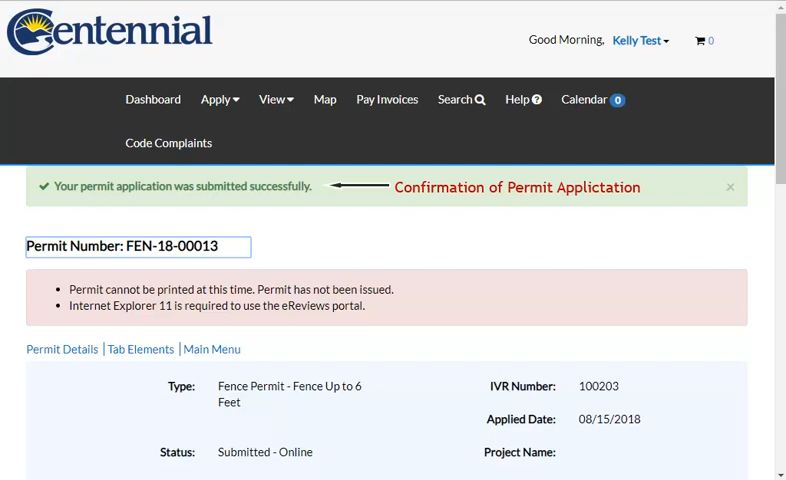 Centennial
Good Morning, Kelly Test 0
Dashboard Apply View Map Pay Invoices Search Help Calendar 0
Code Complaints
Your permit application was submitted successfully. Confirmation of Permit Applictation ×
Permit Number: FEN-18-00013
Permit cannot be printed at this time. Permit has not been issued.
Internet Explorer 11 is required to use the eReviews portal.
Permit Details | Tab Elements | Main Menu
Type: Fence Permit - Fence Up to 6 IVR Number: 100203
Feet
Applied Date: 08/15/2018
Status: Submitted - Online Project Name: